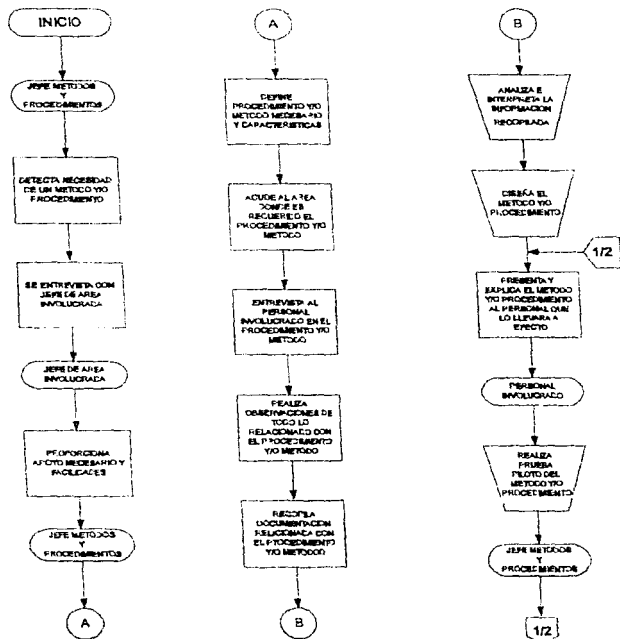 INICIO
JEFE METODOS
Y
PROCEDIMIENTOS
DETECTA NECESIDAD
DE UN METODO Y/O
PROCEDIMIENTO
SE ENTREVISTA CON
JEFE DE AREA
INVOLUCRADA
JEFE DE AREA
INVOLUCRADA
PROPORCIONA
APOYO NECESARIO Y
FACILIDADES
JEFE METODOS
Y
PROCEDIMIENTOS
A
A
DEFINE
PROCEDIMIENTO Y/O
METODO NECESARIO
Y CARACTERISTICAS
ACUDE AL AREA
DONDE ES
REQUERIDO EL
PROCEDIMIENTO Y/O
METODO
ENTREVISTA AL
PERSONAL
INVOLUCRADO EN EL
PROCEDIMIENTO Y/O
METODO
REALIZA
OBSERVACIONES DE
TODO LO
RELACIONADO CON
EL PROCEDIMIENTO
Y/O METODO
RECOPILA
DOCUMENTACION
RELACIONADA CON
EL PROCEDIMIENTO
Y/O METODO
B
B
ANALIZA E
INTERPRETA LA
INFORMACION
RECOPILADA
DISEÑA EL
METODO Y/O
PROCEDIMIENTO
1/2
PRESENTA Y
EXPLICA EL METODO
Y/O PROCEDIMIENTO
AL PERSONAL QUE
LO LLEVARA A
EFECTO
PERSONAL
INVOLUCRADO
REALIZA
PRUEBA
PILOTO DEL
METODO Y/O
PROCEDIMIENTO
JEFE METODOS
Y
PROCEDIMIENTOS
1/2